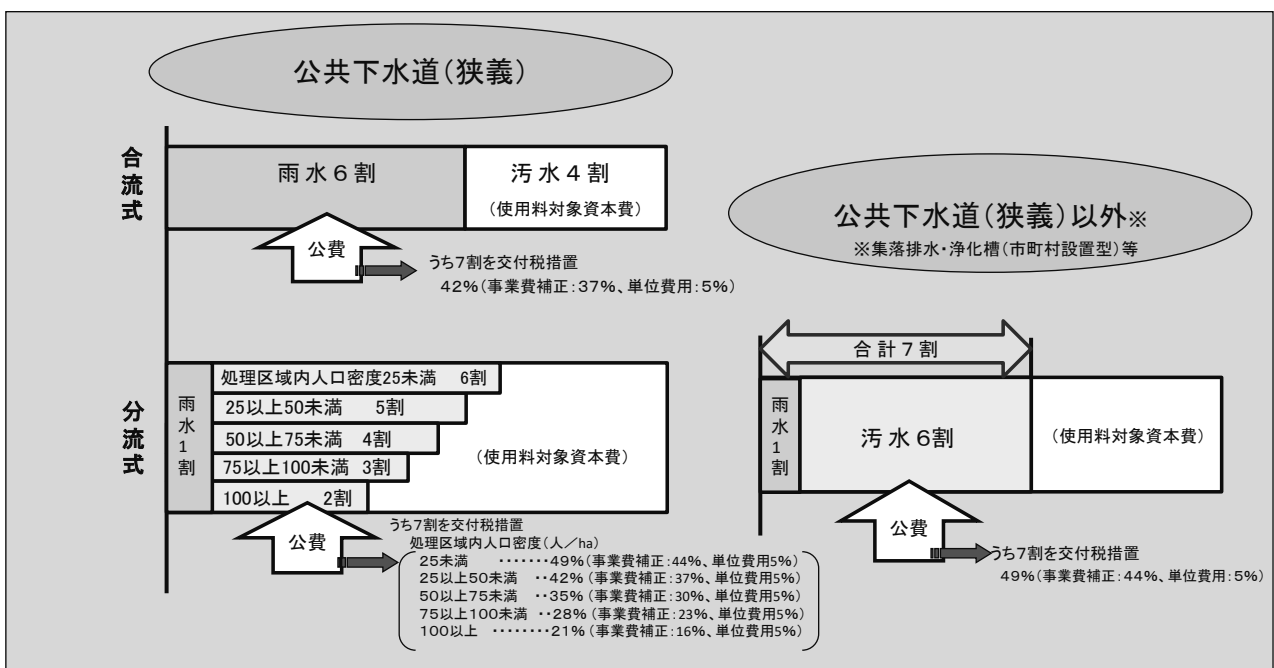 公共下水道(狭義)
合流式
雨水6割
汚水4割
(使用料対象資本費)
公費
うち7割を交付税措置
42%(事業費補正:37%、単位費用:5%)
公共下水道(狭義)以外※
※集落排水・浄化槽(市町村設置型)等
分流式
雨水1割
処理区域内人口密度25未満 6割
25以上50未満 5割
50以上75未満 4割
75以上100未満 3割
100以上 2割
(使用料対象資本費)
公費
うち7割を交付税措置
処理区域内人口密度(人/ha)
25未満 ・・・・・・・49%(事業費補正:44%、単位費用5%)
25以上50未満 ・・42%(事業費補正:37%、単位費用5%)
50以上75未満 ・・35%(事業費補正:30%、単位費用5%)
75以上100未満 ・・28%(事業費補正:23%、単位費用5%)
100以上 ・・・・・・・・21%(事業費補正:16%、単位費用5%)
合計7割
雨水1割
汚水6割
(使用料対象資本費)
公費
うち7割を交付税措置
49%(事業費補正:44%、単位費用:5%)